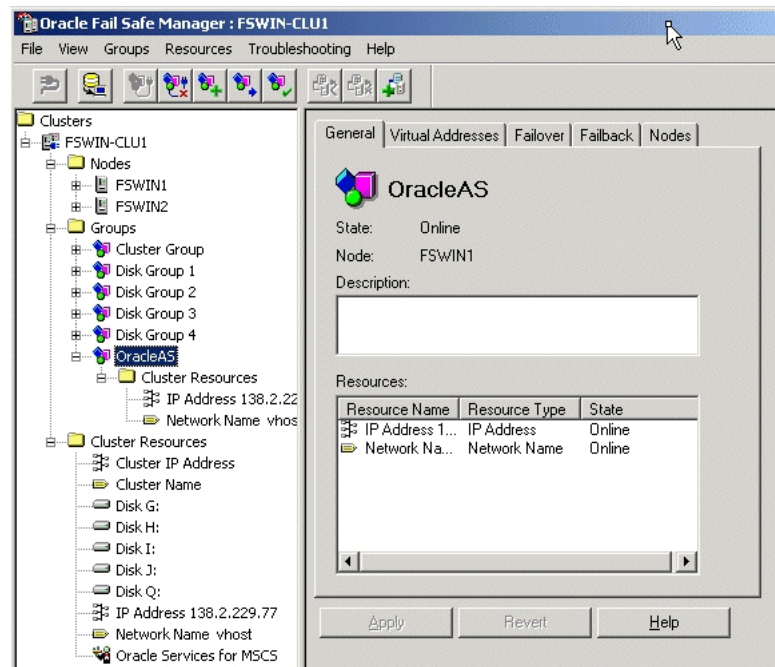 Oracle Fail Safe Manager : FSWIN-CLU1
File View Groups Resources Troubleshooting Help
Clusters
FSWIN-CLU1
Nodes
FSWIN1
FSWIN2
Groups
Cluster Group
Disk Group 1
Disk Group 2
Disk Group 3
Disk Group 4
OracleAS
Cluster Resources
IP Address 138.2.22
Network Name vhos
Cluster Resources
Cluster IP Address
Cluster Name
Disk G:
Disk H:
Disk I:
Disk J:
Disk Q:
IP Address 138.2.229.77
Network Name vhost
Oracle Services for MSCS
General Virtual Addresses Failover Failback Nodes
OracleAS
State: Online
Node: FSWIN1
Description:
Resources:
Resource Name Resource Type State
IP Address 1... IP Address Online
Network Na... Network Name Online
Apply Revert Help